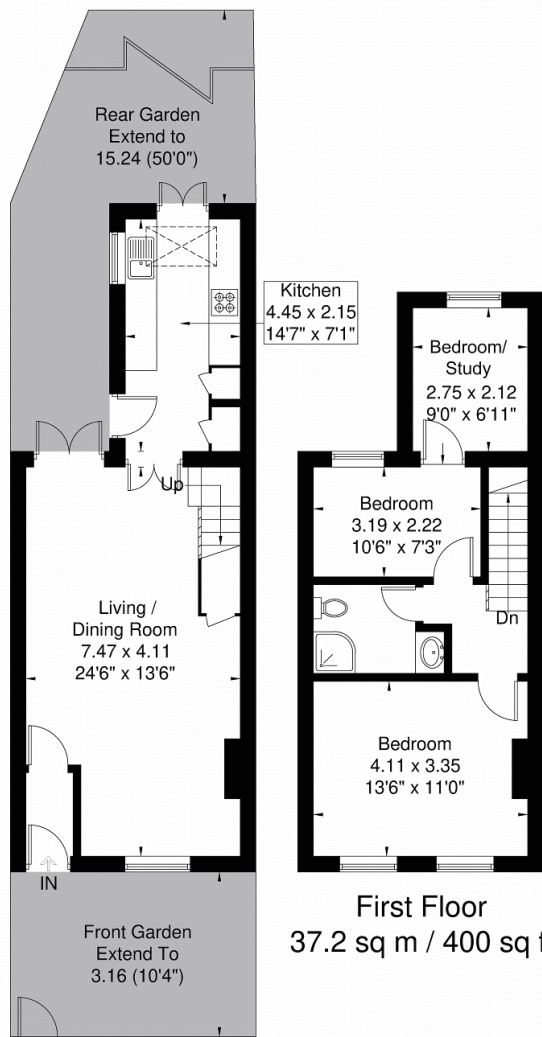 Rear Garden
Extend to
15.24 (50'0")
Kitchen
4.45 x 2.15
14'7" x 7'1"
Up
Living /
Dining Room
7.47 x 4.11
24'6" x 13'6"
IN
Front Garden
Extend To
3.16 (10'4")
Bedroom/
Study
2.75 x 2.12
9'0" x 6'11"
Bedroom
3.19 x 2.22
10'6" x 7'3"
Dn
Bedroom
4.11 x 3.35
13'6" x 11'0"
First Floor
37.2 sq m / 400 sq f